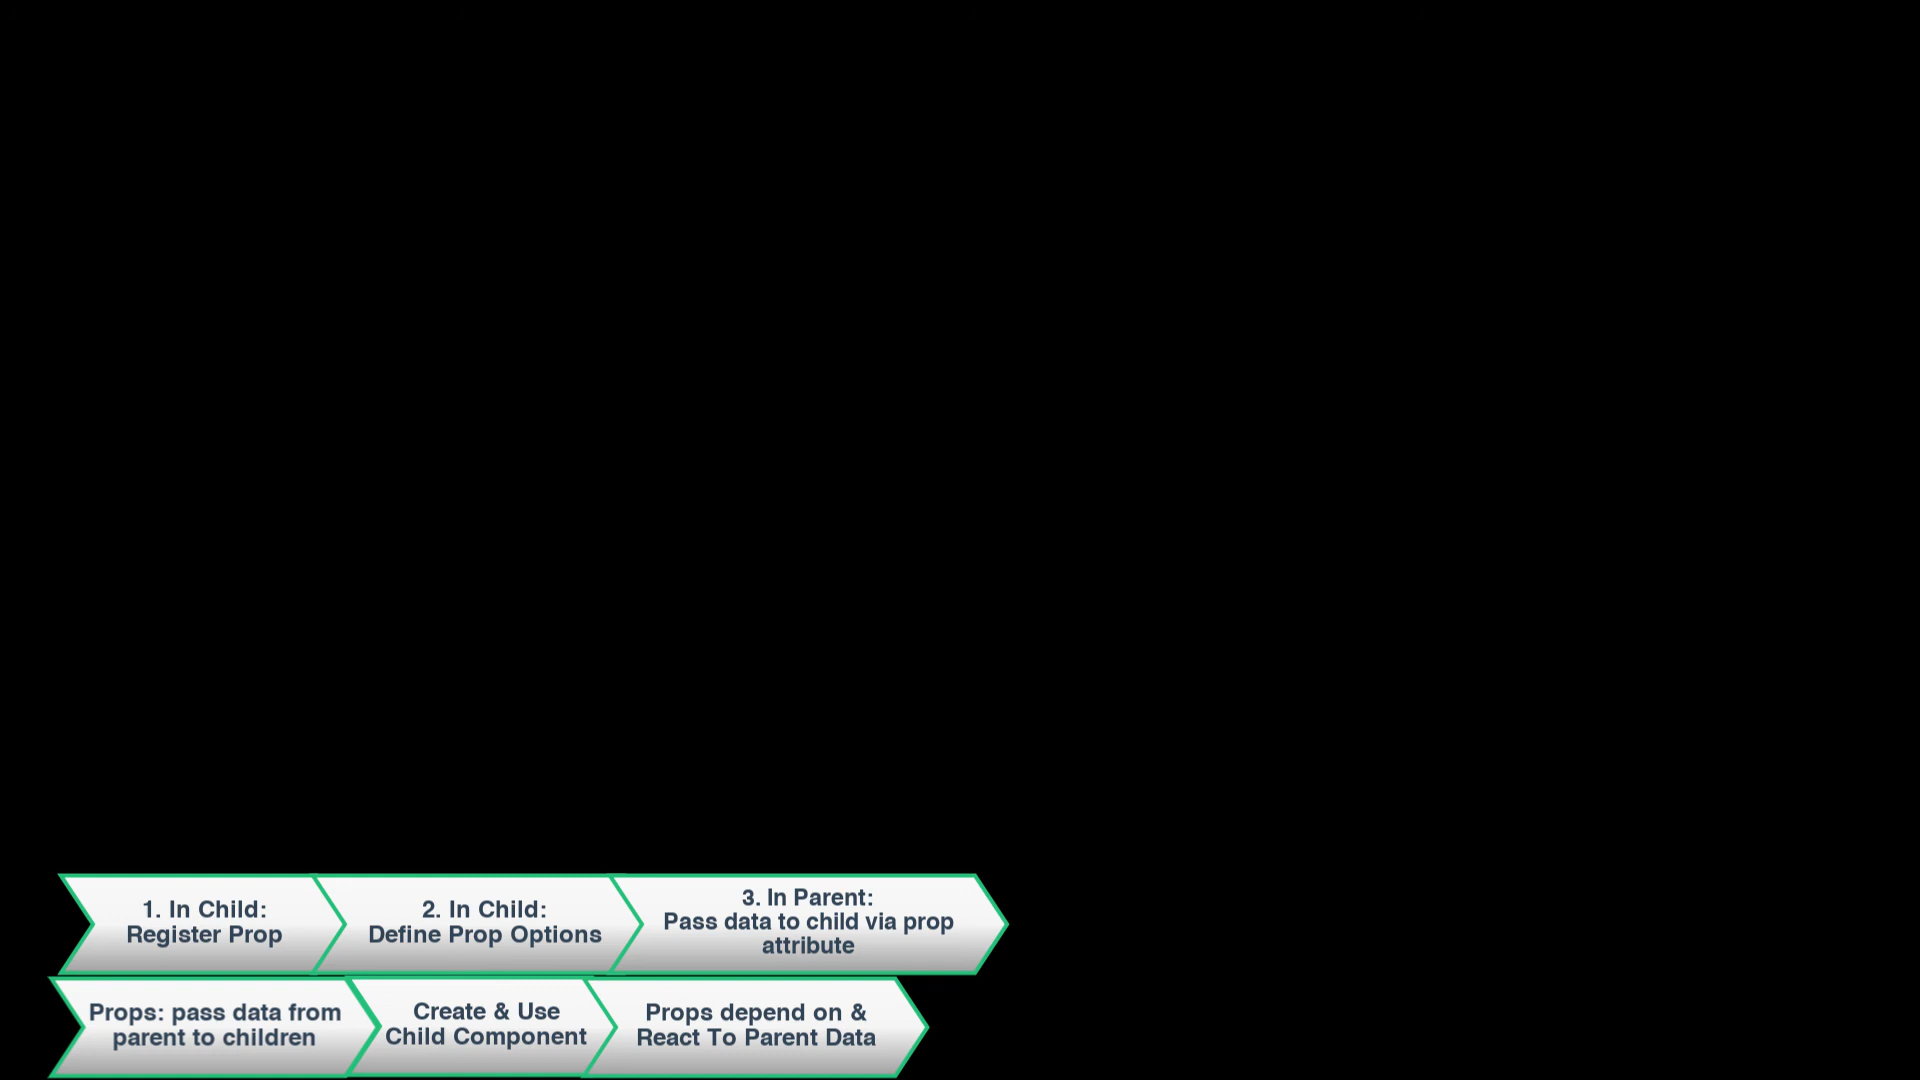 1. In Child:
Register Prop
2. In Child:
Define Prop Options
3. In Parent:
Pass data to child via prop
attribute
Props: pass data from
parent to children
Create & Use
Child Component
Props depend on &
React To Parent Data